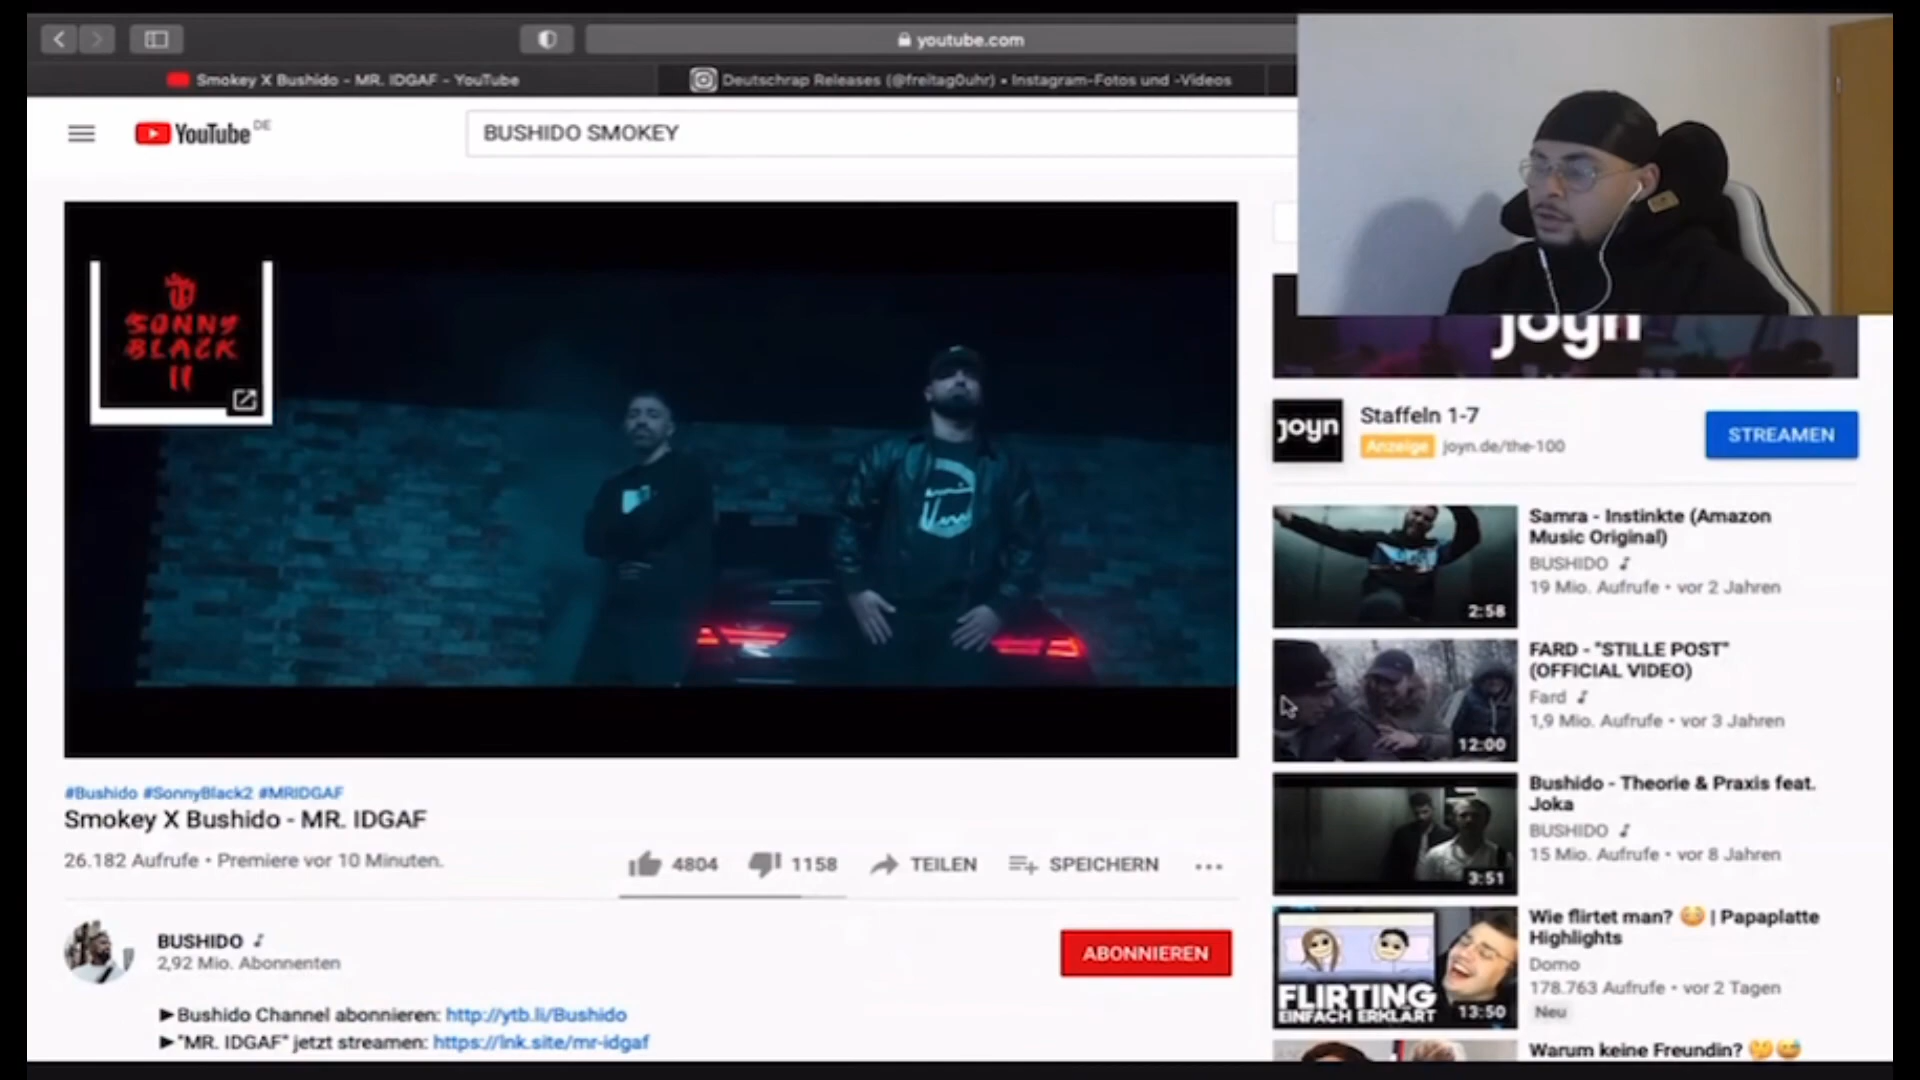 youtube.com
Smokey X Bushido - MR. IDGAF - YouTube
Deutschrap Releases (@freitag0uhr) • Instagram-Fotos und -Videos
YouTube DE
BUSHIDO SMOKEY
SONNY
BLACK
II
joyn
joyn
Staffeln 1-7
Anzeige joyn.de/the-100
STREAMEN
Samra - Instinkte (Amazon
Music Original)
BUSHIDO
19 Mio. Aufrufe • vor 2 Jahren
2:58
FARD - "STILLE POST"
(OFFICIAL VIDEO)
Fard
1,9 Mio. Aufrufe • vor 3 Jahren
12:00
Bushido - Theorie & Praxis feat.
Joka
BUSHIDO
15 Mio. Aufrufe • vor 8 Jahren
3:51
Wie flirtet man? 😳 | Papaplatte
Highlights
Domo
178.763 Aufrufe • vor 2 Tagen
Neu
FLIRTING
EINFACH ERKLÄRT
13:50
Warum keine Freundin? 🤔😅
#Bushido #SonnyBlack2 #MRIDGAF
Smokey X Bushido - MR. IDGAF
26.182 Aufrufe • Premiere vor 10 Minuten.
4804 1158 TEILEN SPEICHERN
BUSHIDO
2,92 Mio. Abonnenten
ABONNIEREN
►Bushido Channel abonnieren: http://ytb.li/Bushido
►"MR. IDGAF" jetzt streamen: https://lnk.site/mr-idgaf